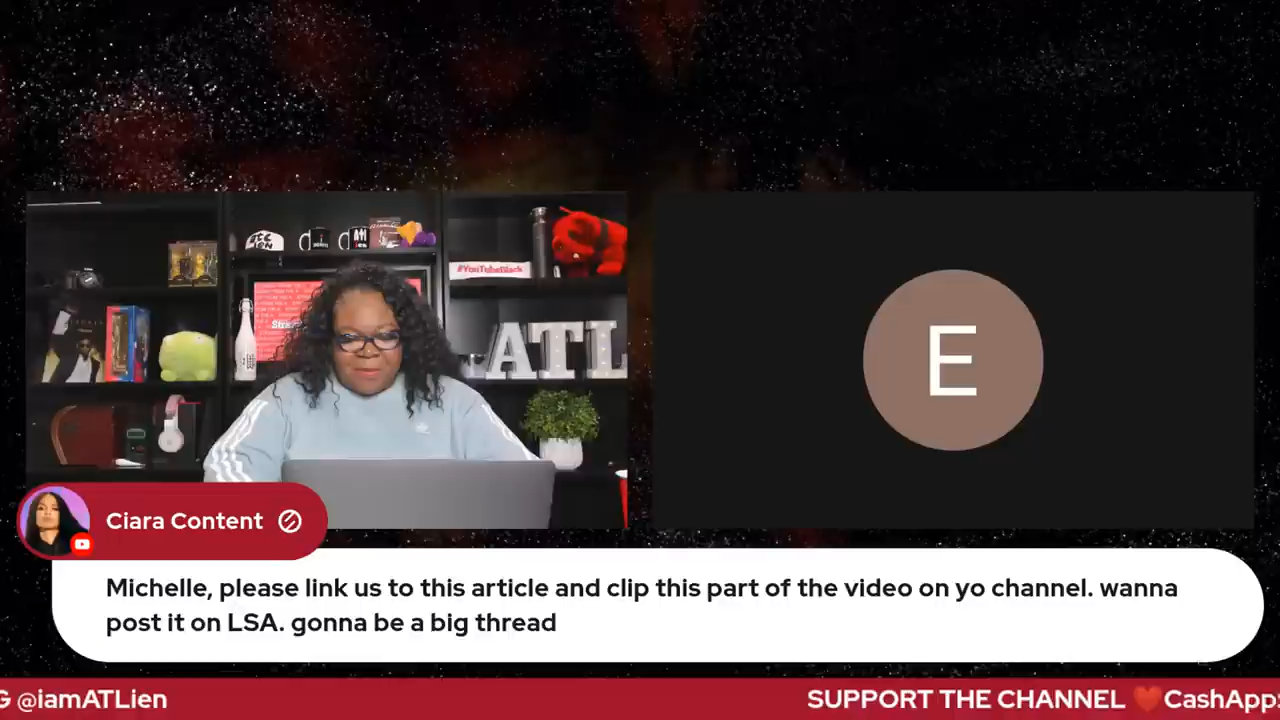 #YouTubeBlack
ATL
E
Ciara Content
Michelle, please link us to this article and clip this part of the video on yo channel. wanna
post it on LSA. gonna be a big thread
G @iamATLien
SUPPORT THE CHANNEL ❤️CashApp: